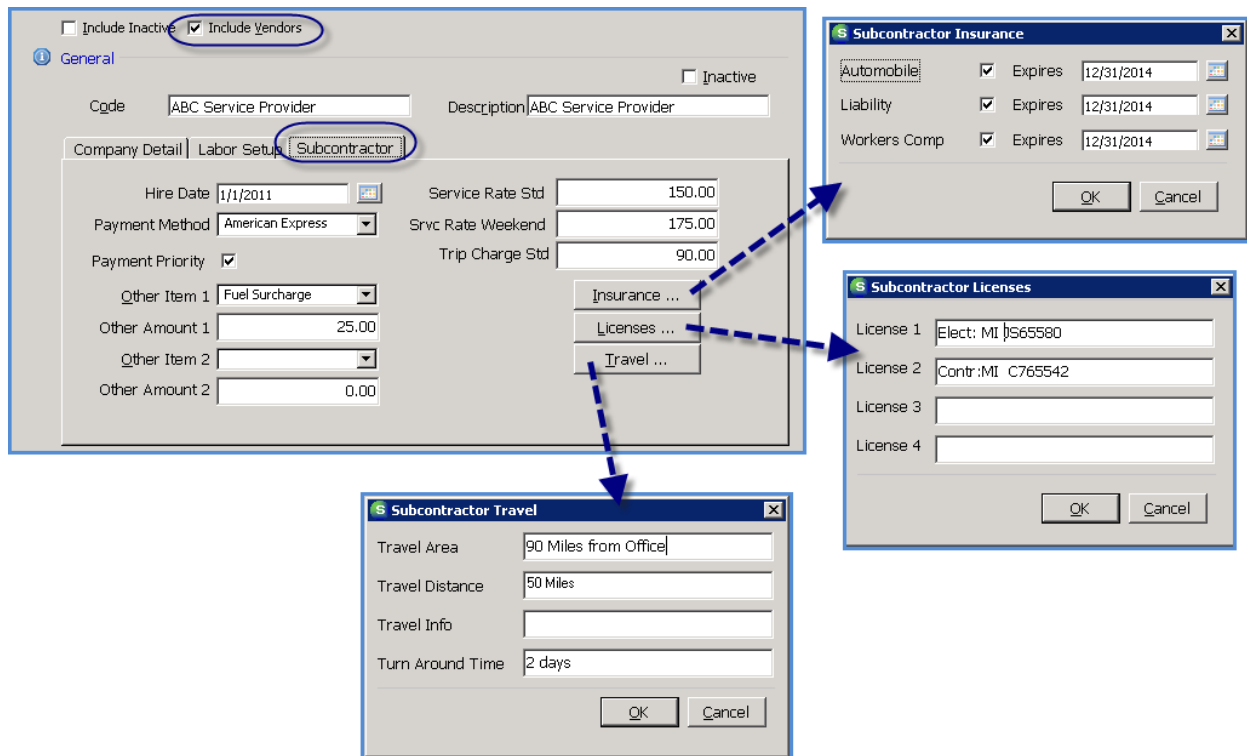 Include Inactive Include Vendors
General
Inactive
Code ABC Service Provider Description ABC Service Provider
Company Detail Labor Setup Subcontractor
Hire Date 1/1/2011 Service Rate Std 150.00
Payment Method American Express Srvc Rate Weekend 175.00
Payment Priority Trip Charge Std 90.00
Other Item 1 Fuel Surcharge Insurance ...
Other Amount 1 25.00 Licenses ...
Other Item 2 Travel ...
Other Amount 2 0.00
S Subcontractor Insurance
Automobile Expires 12/31/2014
Liability Expires 12/31/2014
Workers Comp Expires 12/31/2014
OK Cancel
S Subcontractor Licenses
License 1 Elect: MI JS65580
License 2 Contr:MI C765542
License 3
License 4
OK Cancel
S Subcontractor Travel
Travel Area 90 Miles from Office
Travel Distance 50 Miles
Travel Info
Turn Around Time 2 days
OK Cancel